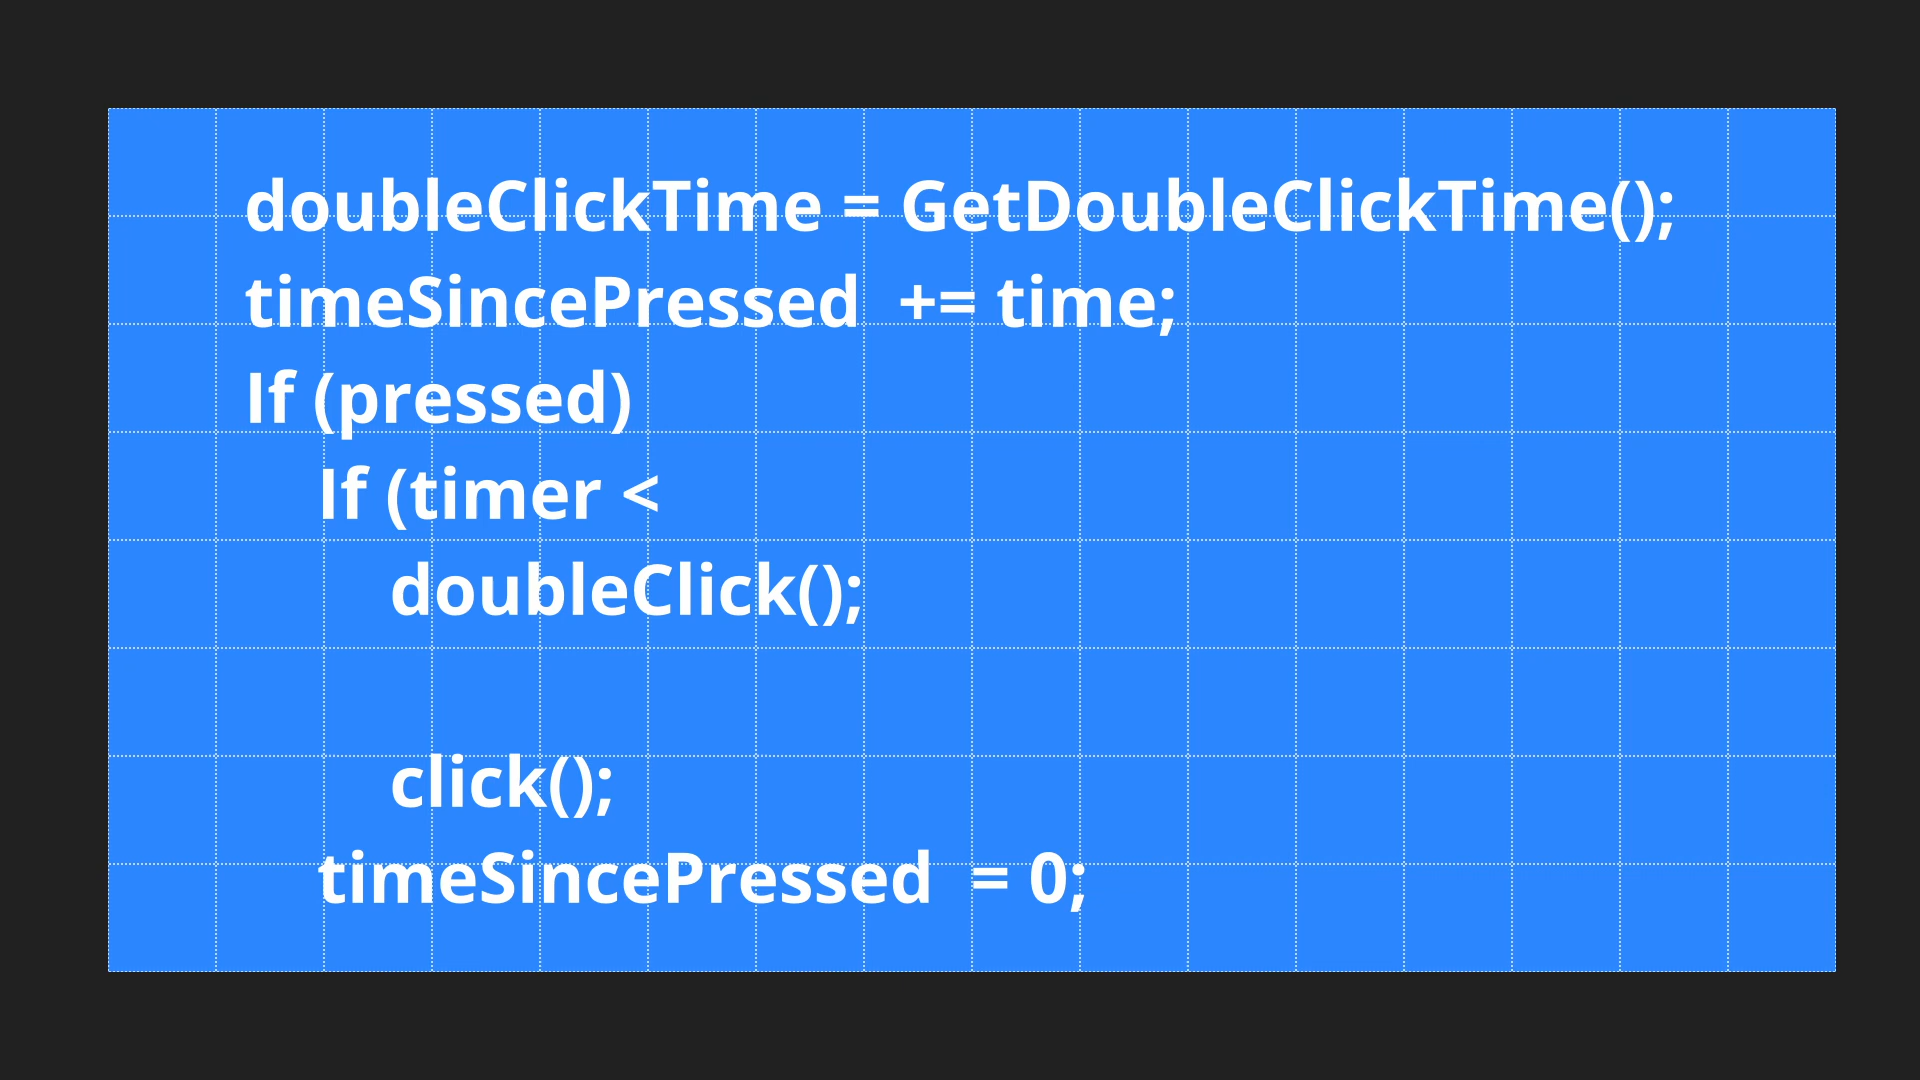 doubleClickTime = GetDoubleClickTime();
timeSincePressed  += time;
If (pressed)
If (timer <
doubleClick();
click();
timeSincePressed  = 0;